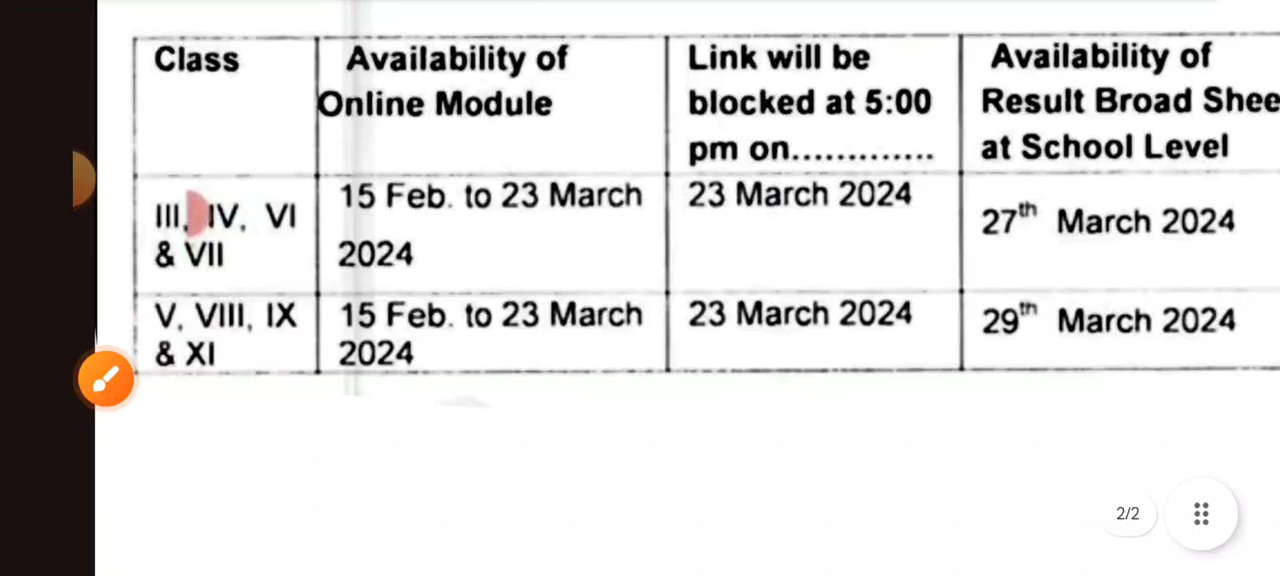 Class
Availability of
Online Module
Link will be
blocked at 5:00
pm on.............
Availability of
Result Broad Shee
at School Level
III, IV, VI
& VII
15 Feb. to 23 March
2024
23 March 2024
27th March 2024
V, VIII, IX
& XI
15 Feb. to 23 March
2024
23 March 2024
29th March 2024
2/2